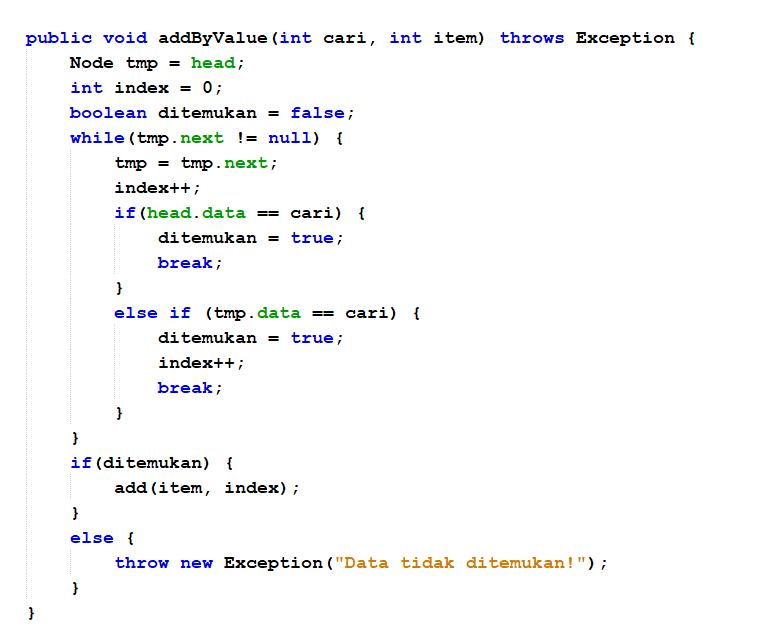 public void addByValue(int cari, int item) throws Exception {
    Node tmp = head;
    int index = 0;
    boolean ditemukan = false;
    while(tmp.next != null) {
        tmp = tmp.next;
        index++;
        if(head.data == cari) {
            ditemukan = true;
            break;
        }
        else if (tmp.data == cari) {
            ditemukan = true;
            index++;
            break;
        }
    }
    if(ditemukan) {
        add(item, index);
    }
    else {
        throw new Exception("Data tidak ditemukan!");
    }
}